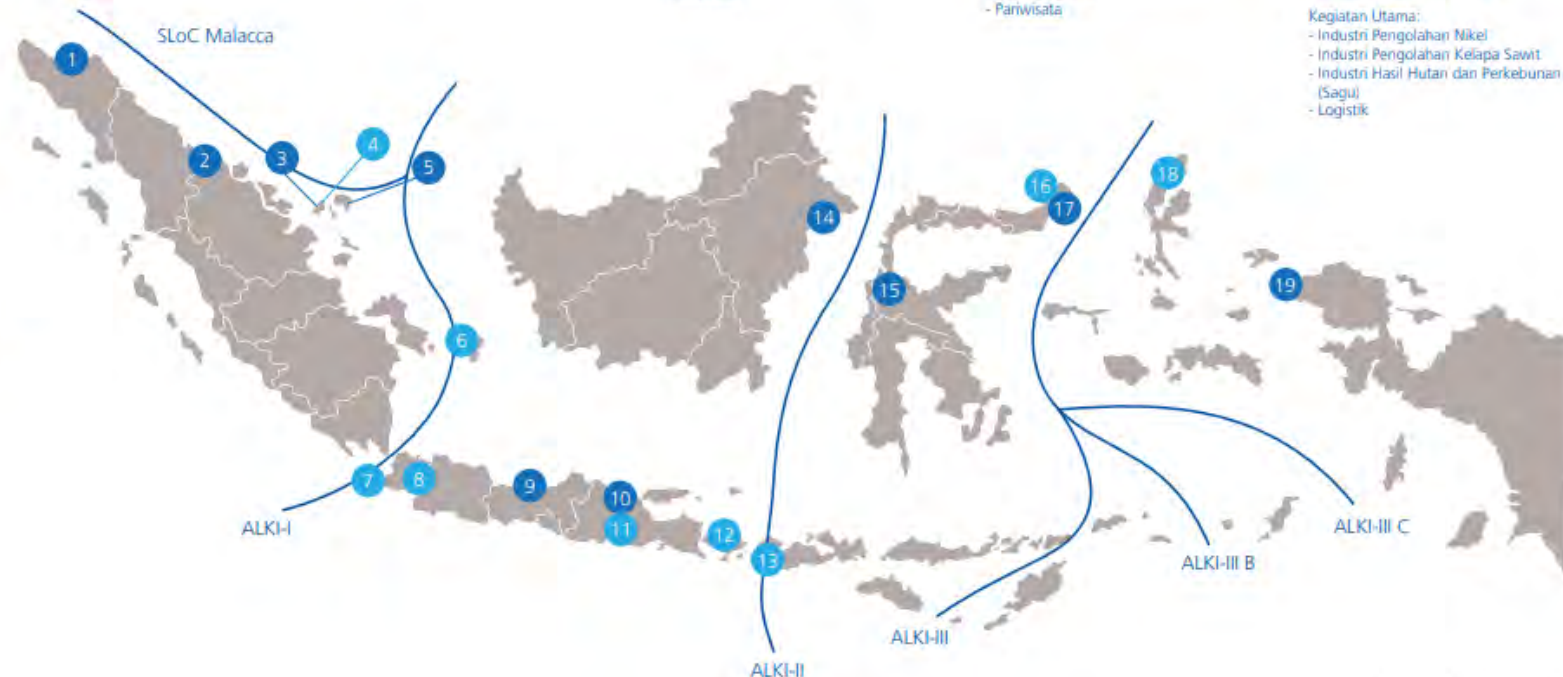 - Pariwisata
Kegiatan Utama:
- Industri Pengolahan Nikel
- Industri Pengolahan Kelapa Sawit
- Industri Hasil Hutan dan Perkebunan
(Sagu)
- Logistik
SLoC Malacca
1
2
3
4
5
6
7
8
9
10
11
12
13
14
15
16
17
18
19
ALKI-I
ALKI-II
ALKI-III
ALKI-III B
ALKI-III C